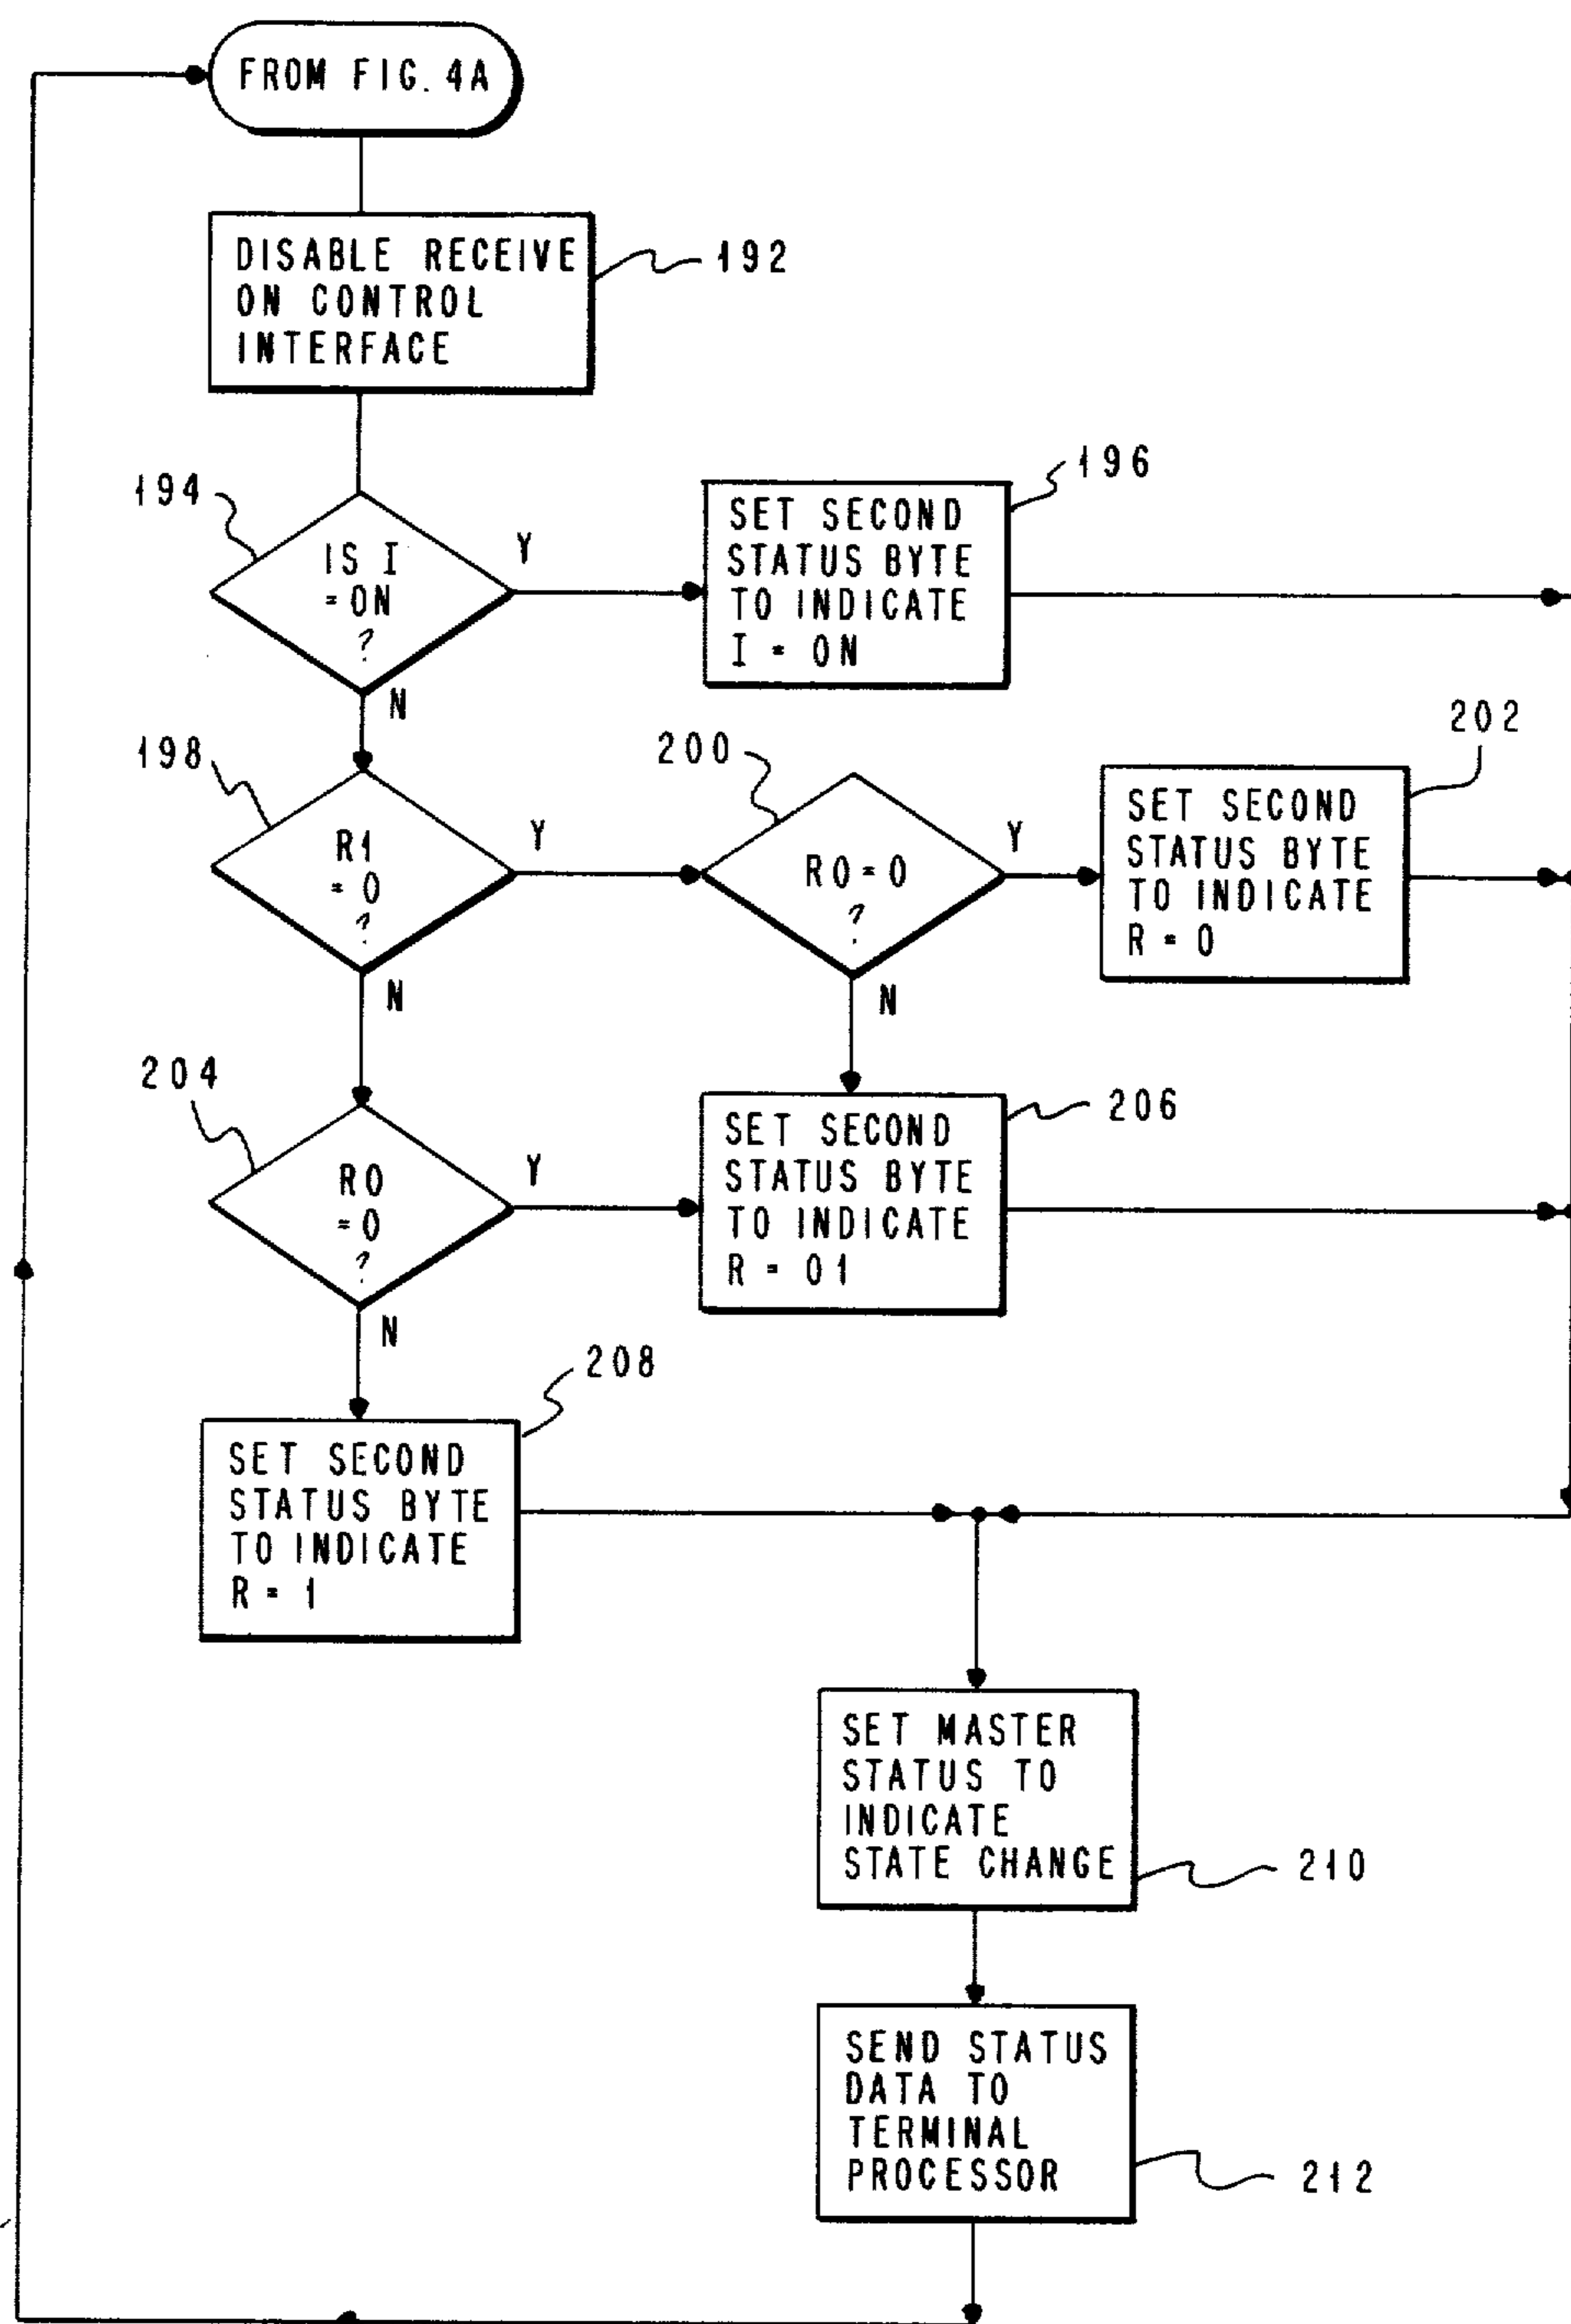 FROM FIG. 4A
DISABLE RECEIVE
ON CONTROL
INTERFACE
192
194
IS I
=ON
?
Y
N
SET SECOND
STATUS BYTE
TO INDICATE
I = ON
196
198
R1
=0
?
Y
N
200
R0=0
?
Y
N
202
SET SECOND
STATUS BYTE
TO INDICATE
R = 0
204
R0
=0
?
Y
N
SET SECOND
STATUS BYTE
TO INDICATE
R = 01
206
208
SET SECOND
STATUS BYTE
TO INDICATE
R = 1
SET MASTER
STATUS TO
INDICATE
STATE CHANGE
210
SEND STATUS
DATA TO
TERMINAL
PROCESSOR
212